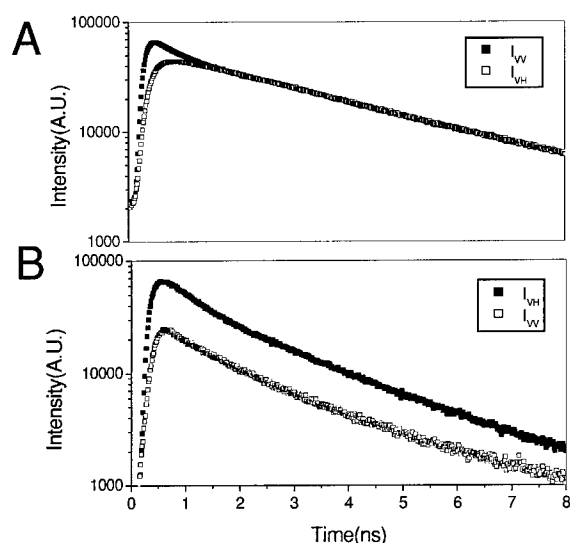 A
100000
10000
1000
Intensity(A.U.)
I_VV
I_VH
B
100000
10000
1000
Intensity(A.U.)
I_VH
I_VV
0 1 2 3 4 5 6 7 8
Time(ns)